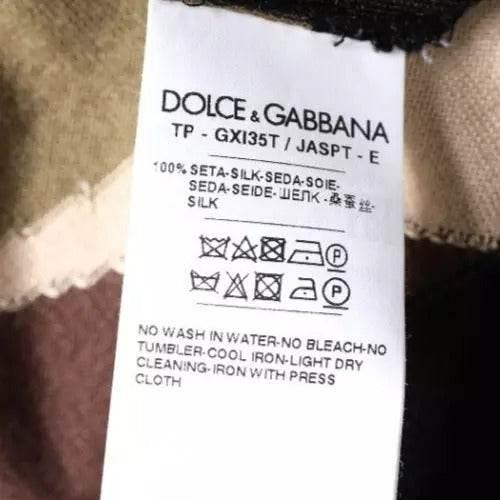 DOLCE & GABBANA
TP - GXI35T / JASPT - E
100% SETA-SILK-SEDA-SOIE-
SEDA-SEIDE-ШЕЛК -桑蚕丝-
SILK
P
P
NO WASH IN WATER-NO BLEACH-NO
TUMBLER-COOL IRON-LIGHT DRY
CLEANING-IRON WITH PRESS
CLOTH